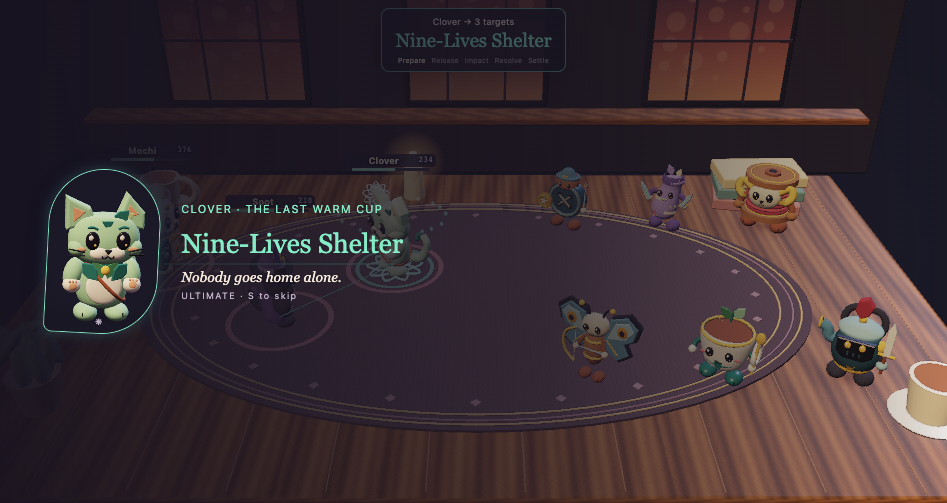 Clover → 3 targets
Nine-Lives Shelter
Prepare Release Impact Resolve Settle
Mochi 274
Clover 234
CLOVER · THE LAST WARM CUP
Nine-Lives Shelter
Nobody goes home alone.
ULTIMATE · S to skip